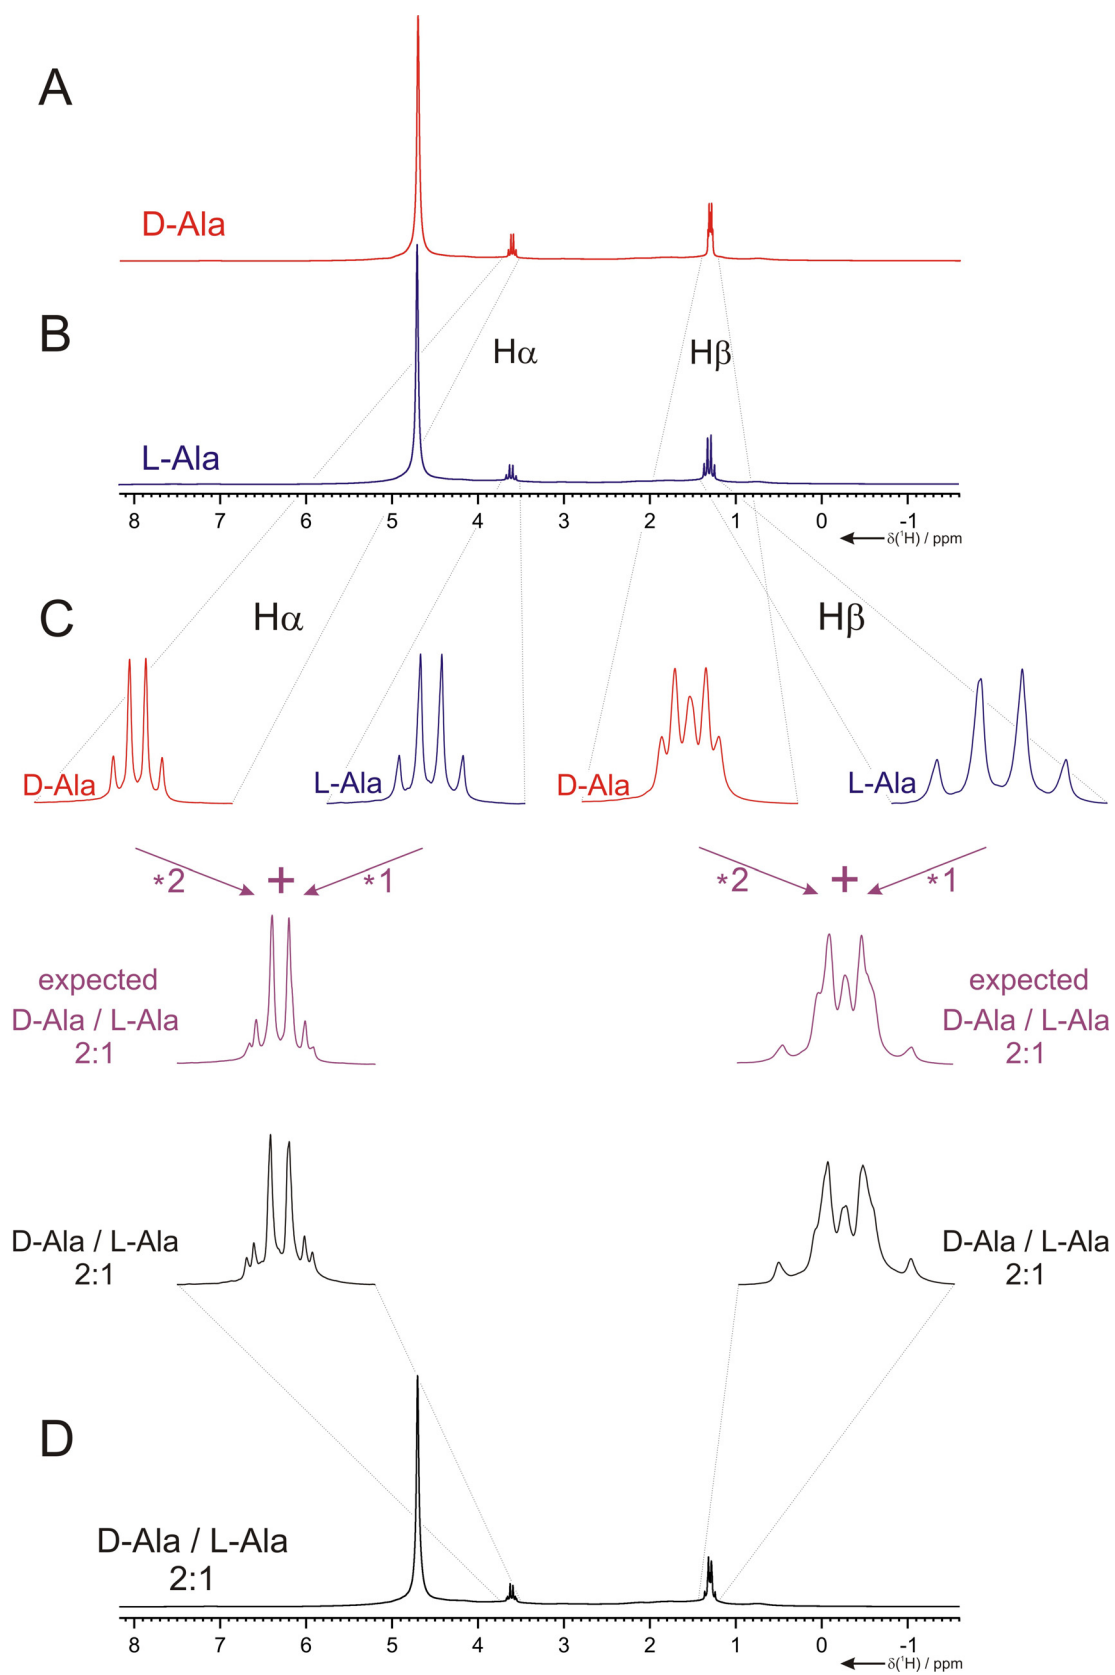 A
D-Ala
B
Hα
Hβ
L-Ala
8 7 6 5 4 3 2 1 0 -1
δ(¹H) / ppm
C
Hα
Hβ
D-Ala
L-Ala
D-Ala
L-Ala
*2 + *1
*2 + *1
expected
D-Ala / L-Ala
2:1
expected
D-Ala / L-Ala
2:1
D-Ala / L-Ala
2:1
D-Ala / L-Ala
2:1
D
D-Ala / L-Ala
2:1
8 7 6 5 4 3 2 1 0 -1
δ(¹H) / ppm